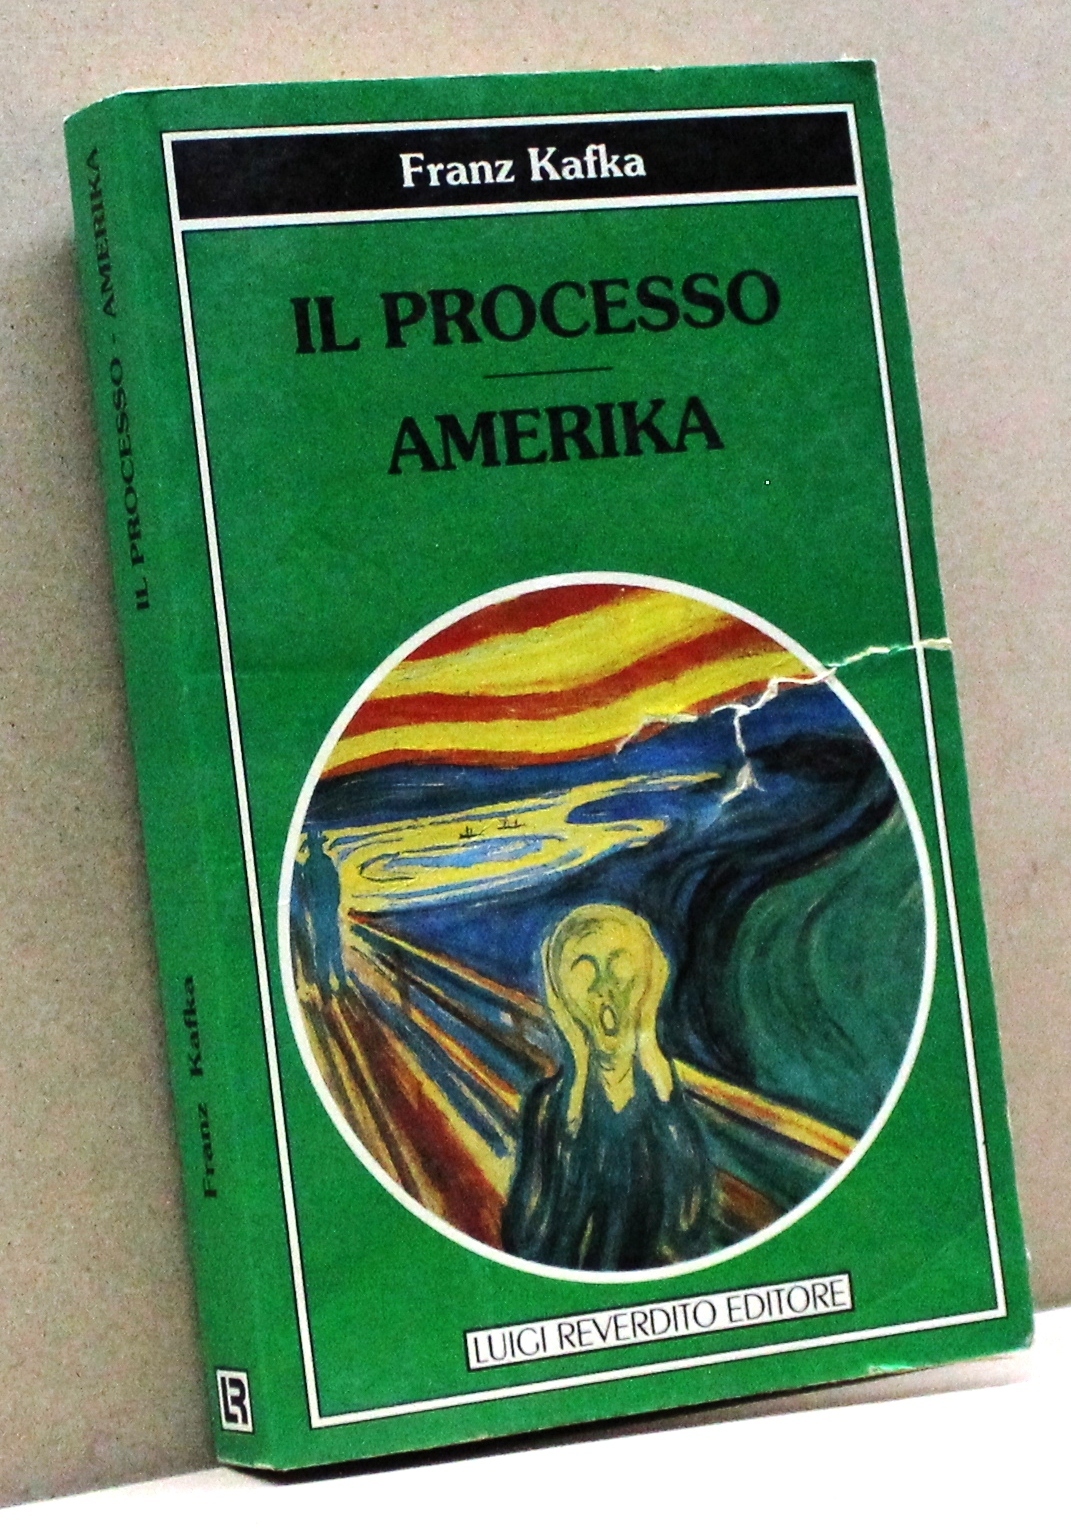 Franz Kafka
IL PROCESSO
AMERIKA
LUIGI REVERDITO EDITORE
IL PROCESSO - AMERIKA
Franz Kafka
LR